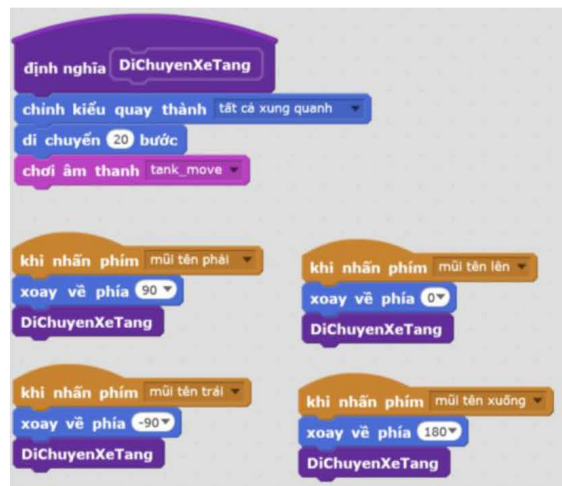 định nghĩa DiChuyenXeTang
chỉnh kiểu quay thành tất cả xung quanh
di chuyển 20 bước
chơi âm thanh tank_move
khi nhấn phím mũi tên phải
xoay về phía 90
DiChuyenXeTang
khi nhấn phím mũi tên lên
xoay về phía 0
DiChuyenXeTang
khi nhấn phím mũi tên trái
xoay về phía -90
DiChuyenXeTang
khi nhấn phím mũi tên xuống
xoay về phía 180
DiChuyenXeTang